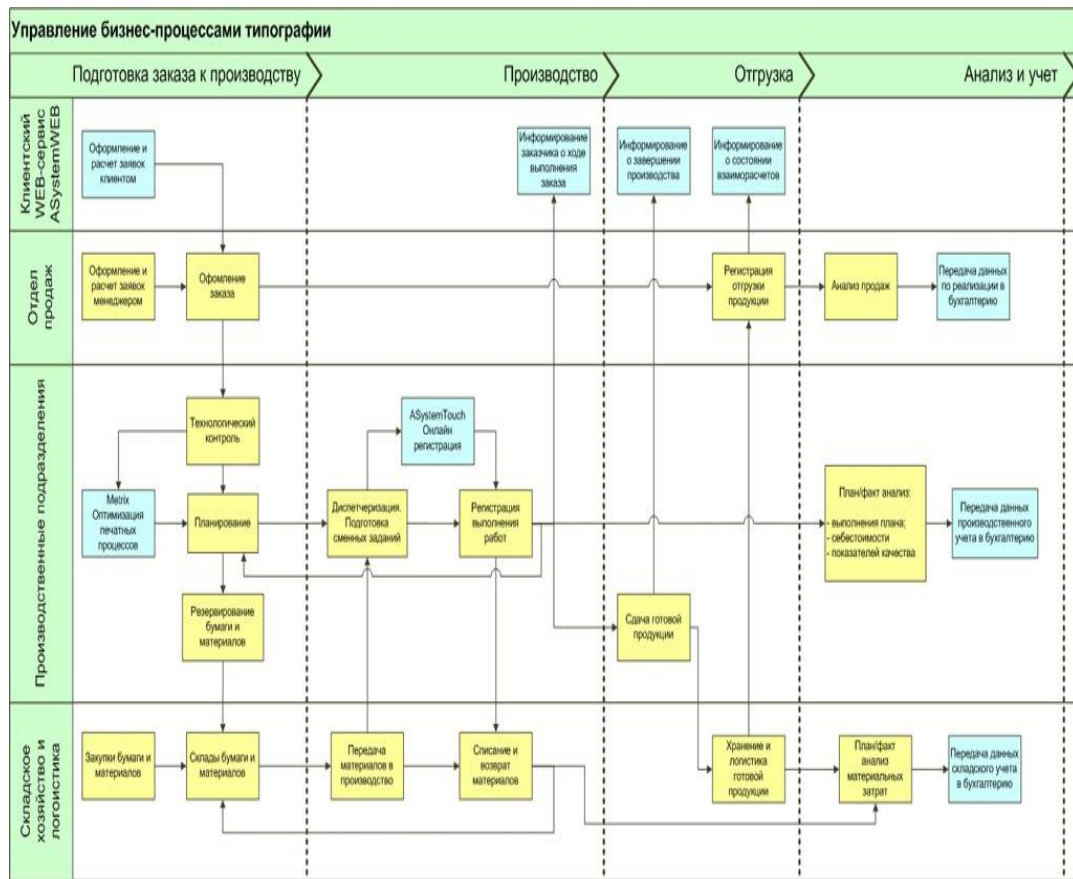 Управление бизнес-процессами типографии
Подготовка заказа к производству
Производство
Отгрузка
Анализ и учет
Клиентский
WEB-сервис
ASystemWEB
Оформление и
расчет заявок
клиентом
Информирование
заказчика о ходе
выполнения
заказа
Информирование
о завершении
производства
Информирование
о состоянии
взаиморасчетов
Отдел
продаж
Оформление и
расчет заявок
менеджером
Офомление
заказа
Регистрация
отгрузки
продукции
Анализ продаж
Передача данных
по реализации в
бухгалтерию
Производственные подразделения
Технологический
контроль
ASystemTouch
Онлайн
регистрация
Metrix
Оптимизация
печатных
процессов
Планирование
Диспетчеризация.
Подготовка
сменных заданий
Регистрация
выполнения
работ
План/факт анализ:
- выполнения плана;
- себестоимости
- показателей качества
Передача данных
производственного
учета в бухгалтерию
Резервирование
бумаги и
материалов
Сдача готовой
продукции
Складское
хозяйство и
логоистика
Закупки бумаги и
материалов
Склады бумаги и
материалов
Передача
материалов в
производство
Списание и
возврат
материалов
Хранение и
логистика
готовой
продукции
План/факт
анализ
материальных
затрат
Передача данных
складского учета
в бухгалтерию